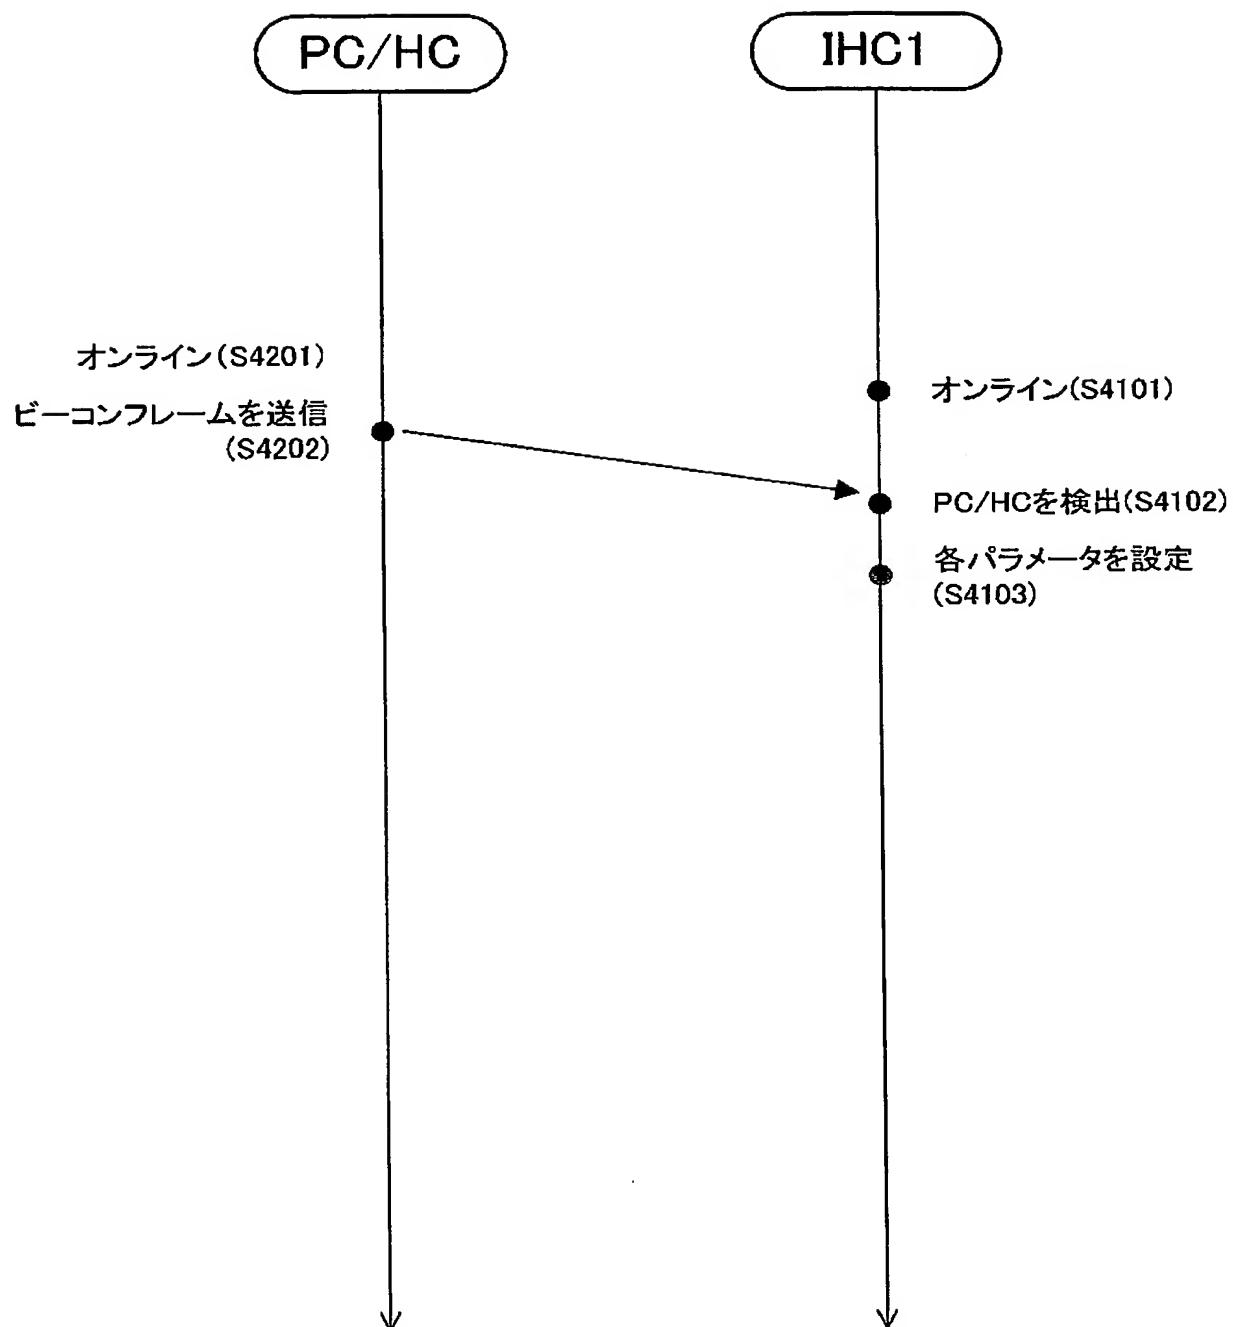 PC/HC
IHC1
オンライン(S4201)
ビーコンフレームを送信
(S4202)
オンライン(S4101)
PC/HCを検出(S4102)
各パラメータを設定
(S4103)